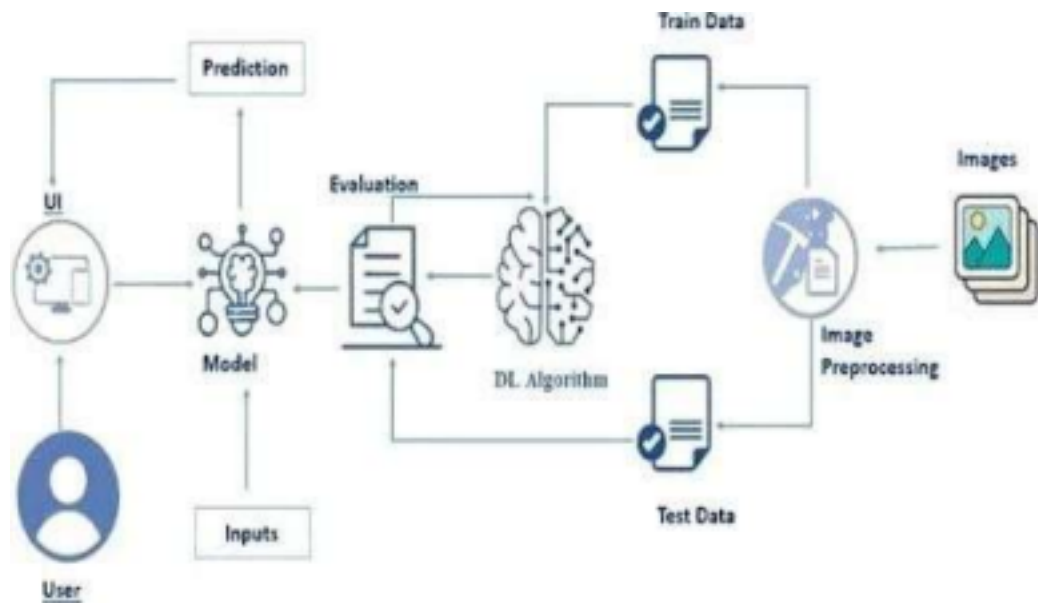 Train Data
Prediction
Images
Evaluation
UI
Image
Preprocessing
Model
DL Algorithm
Inputs
Test Data
User